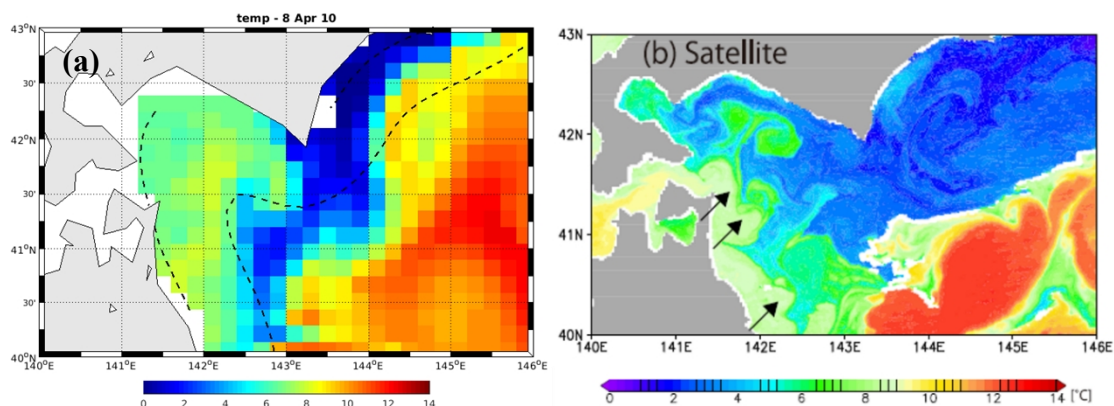 temp - 8 Apr 10
(a)
43°N
30'
42°N
30'
41°N
30'
40°N
140°E 141°E 142°E 143°E 144°E 145°E 146°E
0 2 4 6 8 10 12 14
(b) Satellite
43N
42N
41N
40N
140E 141E 142E 143E 144E 145E 146E
0 2 4 6 8 10 12 14 [°C]